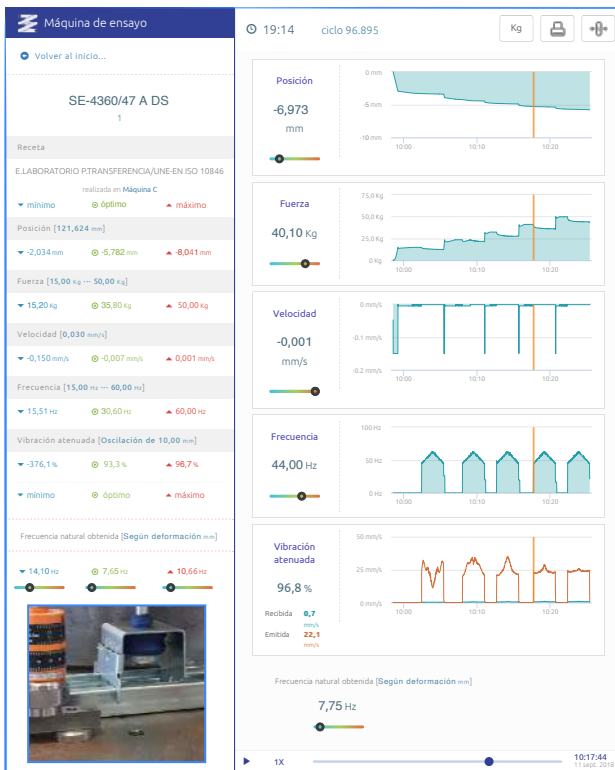 Máquina de ensayo
Volver al inicio...
SE-4360/47 A DS
1
Receta
E.LABORATORIO P.TRANSFERENCIA/UNE-EN ISO 10846
realizada en Máquina C
mínimo óptimo máximo
Posición [121,624 mm]
-2,034 mm -5,782 mm -8,041 mm
Fuerza [15,00 Kg --- 50,00 Kg]
15,20 Kg 35,80 Kg 50,00 Kg
Velocidad [0,030 mm/s]
-0,150 mm/s -0,007 mm/s 0,001 mm/s
Frecuencia [15,00 Hz --- 60,00 Hz]
15,51 Hz 30,60 Hz 60,00 Hz
Vibración atenuada [Oscilación de 10,00 mm]
-376,1 % 93,3 % 96,7 %
mínimo óptimo máximo
Frecuencia natural obtenida [Según deformación mm]
14,10 Hz 7,65 Hz 10,66 Hz
19:14 ciclo 96.895 Kg
Posición
-6,973
mm
0 mm
-5 mm
-10 mm
10:00 10:10 10:20
Fuerza
40,10 Kg
75,0 Kg
50,0 Kg
25,0 Kg
0 Kg
10:00 10:10 10:20
Velocidad
-0,001
mm/s
0 mm/s
-0.1 mm/s
-0.2 mm/s
10:00 10:10 10:20
Frecuencia
44,00 Hz
100 Hz
50 Hz
0 Hz
10:00 10:10 10:20
Vibración
atenuada
96,8 %
Recibida 0,7
mm/s
Emitida 22,1
mm/s
50 mm/s
25 mm/s
0 mm/s
10:00 10:10 10:20
Frecuencia natural obtenida [Según deformación mm]
7,75 Hz
1X
10:17:44
11 sept. 2018